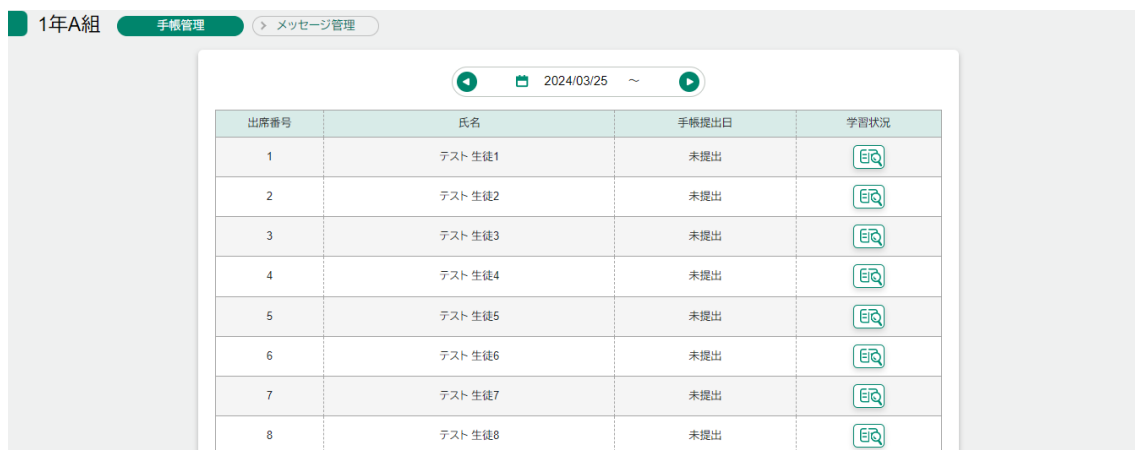 1年A組 手帳管理 メッセージ管理
2024/03/25 ～
出席番号 氏名 手帳提出日 学習状況
1 テスト 生徒1 未提出
2 テスト 生徒2 未提出
3 テスト 生徒3 未提出
4 テスト 生徒4 未提出
5 テスト 生徒5 未提出
6 テスト 生徒6 未提出
7 テスト 生徒7 未提出
8 テスト 生徒8 未提出